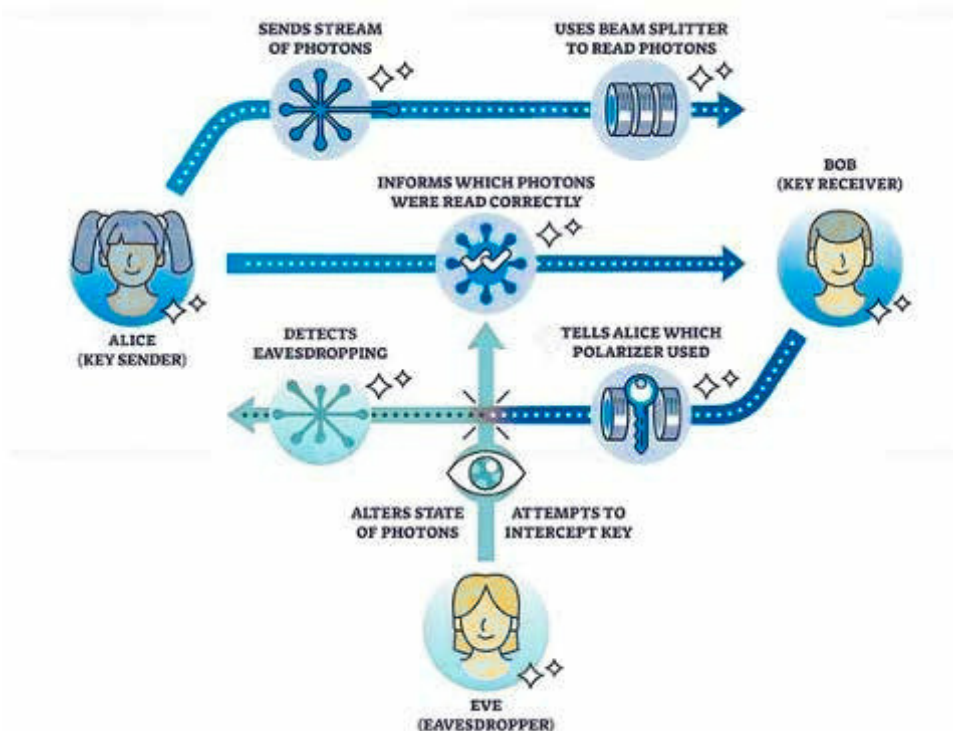 SENDS STREAM
OF PHOTONS
USES BEAM SPLITTER
TO READ PHOTONS
INFORMS WHICH PHOTONS
WERE READ CORRECTLY
BOB
(KEY RECEIVER)
ALICE
(KEY SENDER)
DETECTS
EAVESDROPPING
TELLS ALICE WHICH
POLARIZER USED
ALTERS STATE
OF PHOTONS
ATTEMPTS TO
INTERCEPT KEY
EVE
(EAVESDROPPER)